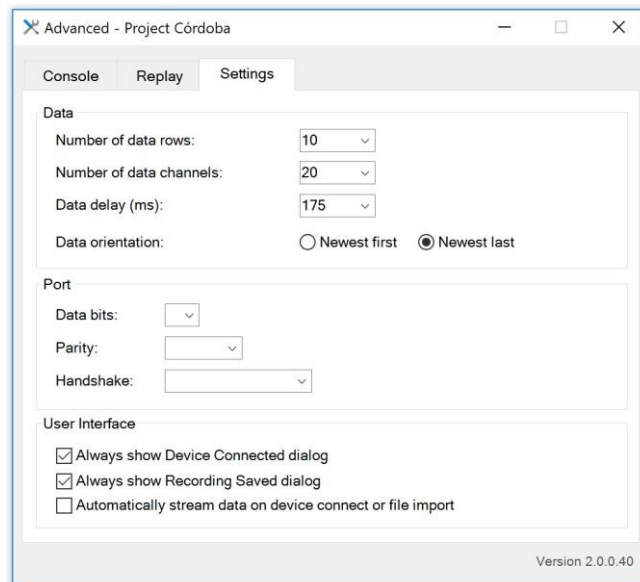 Advanced - Project Córdoba
Console Replay Settings
Data
Number of data rows: 10
Number of data channels: 20
Data delay (ms): 175
Data orientation: Newest first Newest last
Port
Data bits:
Parity:
Handshake:
User Interface
Always show Device Connected dialog
Always show Recording Saved dialog
Automatically stream data on device connect or file import
Version 2.0.0.40